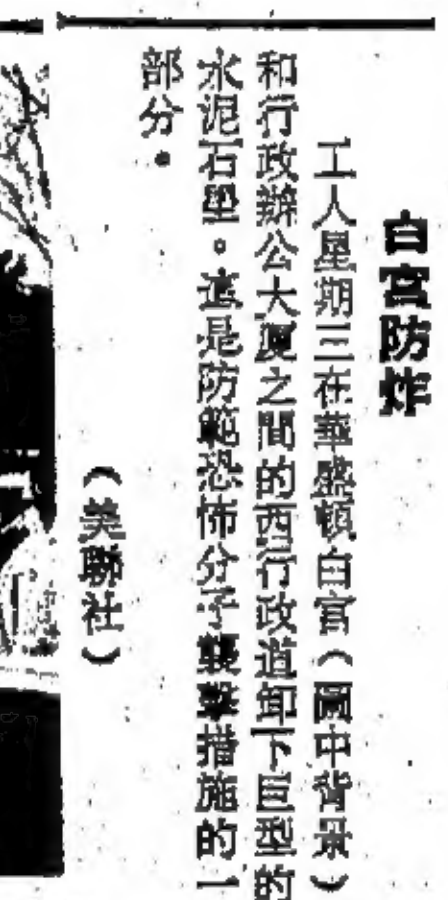 白宮防炸
工人星期三在華盛頓白宮（圖中背景）
和行政辦公大厦之間的西行政道卸下巨型的
水泥石壆。這是防範恐怖分子襲擊措施的一
部分。
（美聯社）